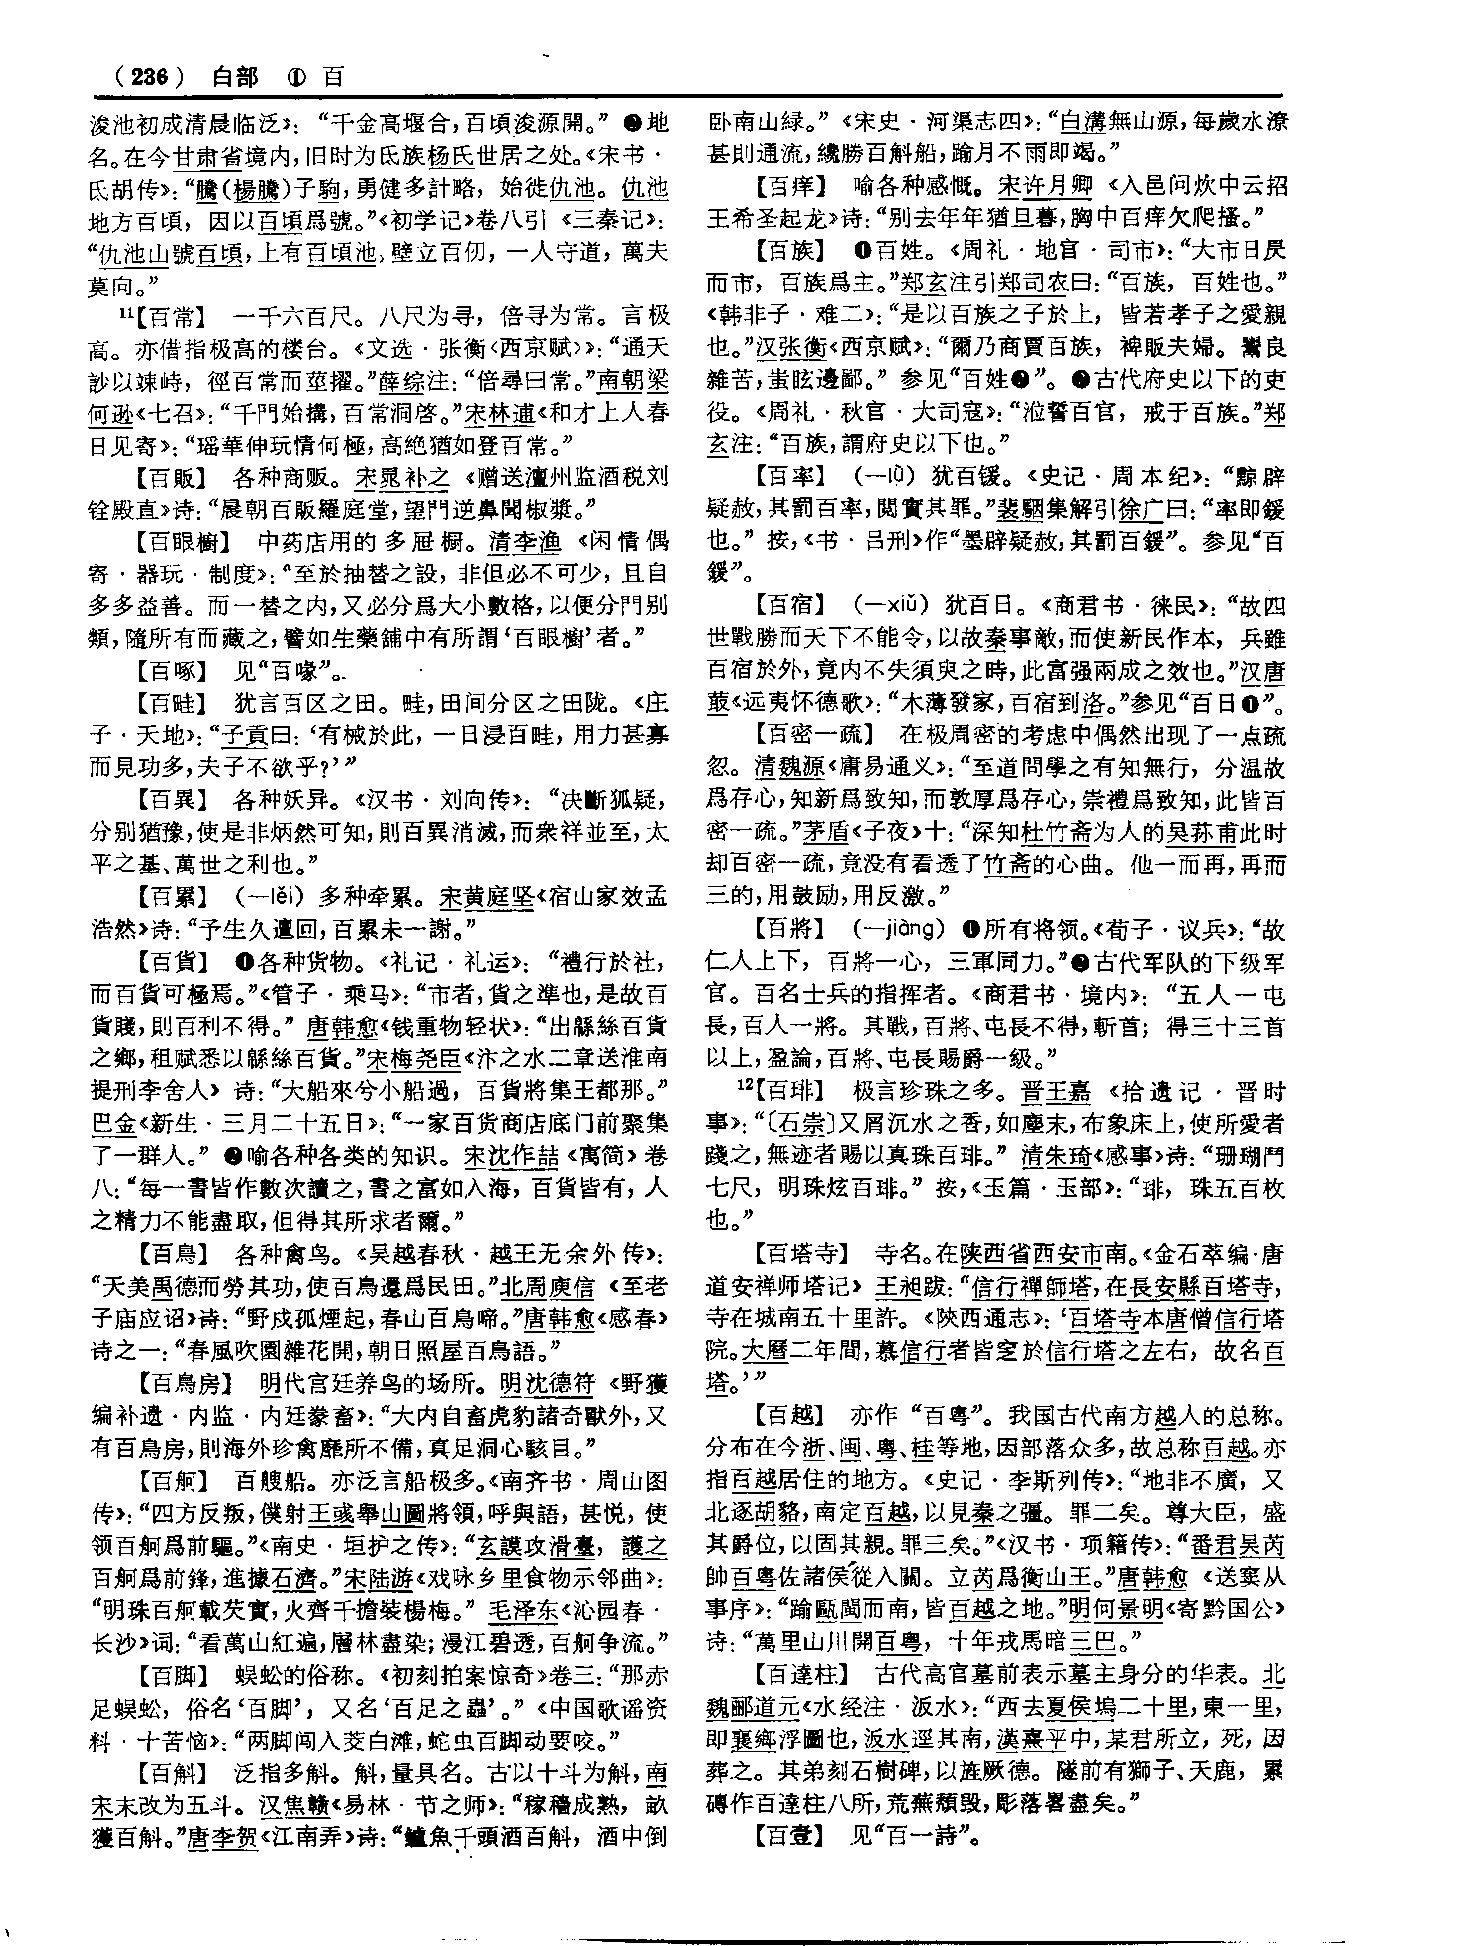 （236） 白部 ① 百
浚池初成清晨临泛》：“千金高堰合，百頃浚源開。”❷地
名。在今甘肃省境内，旧时为氐族杨氏世居之处。《宋书·
氐胡传》：“騰（楊騰）子駒，勇健多計略，始徙仇池。仇池
地方百頃，因以百頃爲號。”《初学记》卷八引《三秦记》：
“仇池山號百頃，上有百頃池，壁立百仞，一人守道，萬夫
莫向。”
11【百常】 一千六百尺。八尺为寻，倍寻为常。言极
高。亦借指极高的楼台。《文选·张衡〈西京赋〉》：“通天
訬以竦峙，徑百常而莖擢。”薛综注：“倍尋曰常。”南朝梁
何逊《七召》：“千門始構，百常洞啓。”宋林逋《和才上人春
日见寄》：“瑶華伸玩情何極，高絶猶如登百常。”
【百販】 各种商贩。宋晁补之《赠送澶州监酒税刘
铨殿直》诗：“晨朝百販羅庭堂，望門逆鼻聞椒漿。”
【百眼櫥】 中药店用的多屉橱。清李渔《闲情偶
寄·器玩·制度》：“至於抽替之設，非但必不可少，且自
多多益善。而一替之内，又必分爲大小數格，以便分門别
類，隨所有而藏之，譬如生藥鋪中有所謂‘百眼櫥’者。”
【百啄】 见“百喙”。
【百畦】 犹言百区之田。畦，田间分区之田陇。《庄
子·天地》：“子貢曰：‘有械於此，一日浸百畦，用力甚寡
而見功多，夫子不欲乎？’”
【百異】 各种妖异。《汉书·刘向传》：“决斷狐疑，
分别猶豫，使是非炳然可知，則百異消滅，而衆祥並至，太
平之基、萬世之利也。”
【百累】 （—lěi）多种牵累。宋黄庭坚《宿山家效孟
浩然》诗：“予生久邅回，百累未一謝。”
【百貨】 ❶各种货物。《礼记·礼运》：“禮行於社，
而百貨可極焉。”《管子·乘马》：“市者，貨之準也，是故百
貨賤，則百利不得。”唐韩愈《钱重物轻状》：“出緜絲百貨
之鄉，租赋悉以緜絲百貨。”宋梅尧臣《汴之水二章送淮南
提刑李舍人》诗：“大船來兮小船過，百貨將集王都那。”
巴金《新生·三月二十五日》：“一家百货商店底门前聚集
了一群人。”❷喻各种各类的知识。宋沈作喆《寓简》卷
八：“每一書皆作數次讀之，書之富如入海，百貨皆有，人
之精力不能盡取，但得其所求者爾。”
【百鳥】 各种禽鸟。《吴越春秋·越王无余外传》：
“天美禹德而勞其功，使百鳥還爲民田。”北周庾信《至老
子庙应诏》诗：“野戍孤煙起，春山百鳥啼。”唐韩愈《感春》
诗之一：“春風吹園雜花開，朝日照屋百鳥語。”
【百鳥房】 明代宫廷养鸟的场所。明沈德符《野獲
编补遗·内监·内廷豢畜》：“大内自畜虎豹諸奇獸外，又
有百鳥房，則海外珍禽靡所不備，真足洞心駭目。”
【百舸】 百艘船。亦泛言船极多。《南齐书·周山图
传》：“四方反叛，僕射王彧舉山圖將領，呼與語，甚悦，使
领百舸爲前驅。”《南史·垣护之传》：“玄謨攻滑臺，護之
百舸爲前鋒，進據石濟。”宋陆游《戏咏乡里食物示邻曲》：
“明珠百舸載芡實，火齊千擔裝楊梅。”毛泽东《沁园春·
长沙》词：“看萬山紅遍，層林盡染；漫江碧透，百舸争流。”
【百脚】 蜈蚣的俗称。《初刻拍案惊奇》卷三：“那赤
足蜈蚣，俗名‘百脚’，又名‘百足之蟲’。”《中国歌谣资
料·十苦恼》：“两脚闯入茭白滩，蛇虫百脚动要咬。”
【百斛】 泛指多斛。斛，量具名。古以十斗为斛，南
宋末改为五斗。汉焦赣《易林·节之师》：“稼穡成熟，畝
獲百斛。”唐李贺《江南弄》诗：“鱸魚千頭酒百斛，酒中倒
卧南山緑。”《宋史·河渠志四》：“白溝無山源，每歲水潦
甚則通流，纔勝百斛船，踰月不雨即竭。”
【百痒】 喻各种感慨。宋许月卿《入邑问炊中云招
王希圣起龙》诗：“别去年年猶旦暮，胸中百痒欠爬搔。”
【百族】 ❶百姓。《周礼·地官·司市》：“大市日昃
而市，百族爲主。”郑玄注引郑司农曰：“百族，百姓也。”
《韩非子·难二》：“是以百族之子於上，皆若孝子之愛親
也。”汉张衡《西京赋》：“爾乃商賈百族，裨販夫婦。鬻良
雜苦，蚩眩邊鄙。”参见“百姓❷”。❷古代府史以下的吏
役。《周礼·秋官·大司寇》：“涖誓百官，戒于百族。”郑
玄注：“百族，謂府史以下也。”
【百率】 （—lǜ）犹百锾。《史记·周本纪》：“黥辟
疑赦，其罰百率，閲實其罪。”裴駰集解引徐广曰：“率即鍰
也。”按，《书·吕刑》作“墨辟疑赦，其罰百鍰”。参见“百
鍰”。
【百宿】 （—xiǔ）犹百日。《商君书·徕民》：“故四
世戰勝而天下不能令，以故秦事敵，而使新民作本，兵雖
百宿於外，竟内不失須臾之時，此富强兩成之效也。”汉唐
菆《远夷怀德歌》：“木薄發家，百宿到洛。”参见“百日❶”。
【百密一疏】 在极周密的考虑中偶然出现了一点疏
忽。清魏源《庸易通义》：“至道問學之有知無行，分温故
爲存心，知新爲致知，而敦厚爲存心，崇禮爲致知，此皆百
密一疏。”茅盾《子夜》十：“深知杜竹斋为人的吴荪甫此时
却百密一疏，竟没有看透了竹斋的心曲。他一而再，再而
三的，用鼓励，用反激。”
【百將】 （—jiàng）❶所有将领。《荀子·议兵》：“故
仁人上下，百將一心，三軍同力。”❷古代军队的下级军
官。百名士兵的指挥者。《商君书·境内》：“五人一屯
長，百人一將。其戰，百將、屯長不得，斬首；得三十三首
以上，盈論，百將、屯長賜爵一级。”
12【百琲】 极言珍珠之多。晋王嘉《拾遗记·晋时
事》：“〔石崇〕又屑沉水之香，如塵末，布象床上，使所愛者
踐之，無迹者賜以真珠百琲。”清朱琦《感事》诗：“珊瑚鬥
七尺，明珠炫百琲。”按，《玉篇·玉部》：“琲，珠五百枚
也。”
【百塔寺】 寺名。在陕西省西安市南。《金石萃编·唐
道安禅师塔记》王昶跋：“信行禪師塔，在長安縣百塔寺，
寺在城南五十里許。《陝西通志》：‘百塔寺本唐僧信行塔
院。大曆二年間，慕信行者皆窆於信行塔之左右，故名百
塔。’”
【百越】 亦作“百粤”。我国古代南方越人的总称。
分布在今浙、闽、粤、桂等地，因部落众多，故总称百越。亦
指百越居住的地方。《史记·李斯列传》：“地非不廣，又
北逐胡貉，南定百越，以見秦之彊。罪二矣。尊大臣，盛
其爵位，以固其親。罪三矣。”《汉书·项籍传》：“番君吴芮
帥百粤佐諸侯從入關。立芮爲衡山王。”唐韩愈《送窦从
事序》：“踰甌閩而南，皆百越之地。”明何景明《寄黔国公》
诗：“萬里山川開百粤，十年戎馬暗三巴。”
【百達柱】 古代高官墓前表示墓主身分的华表。北
魏郦道元《水经注·汳水》：“西去夏侯塢二十里，東一里，
即襄鄉浮圖也，汳水逕其南，漢熹平中，某君所立，死，因
葬之。其弟刻石樹碑，以旌厥德。隧前有獅子、天鹿，累
磚作百達柱八所，荒蕪頹毁，彫落畧盡矣。”
【百壹】 见“百一詩”。